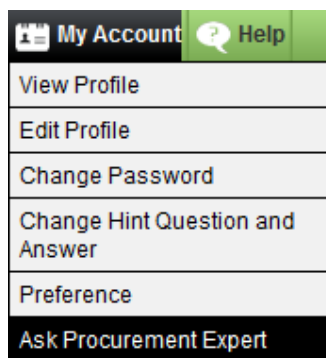 My Account Help
View Profile
Edit Profile
Change Password
Change Hint Question and
Answer
Preference
Ask Procurement Expert